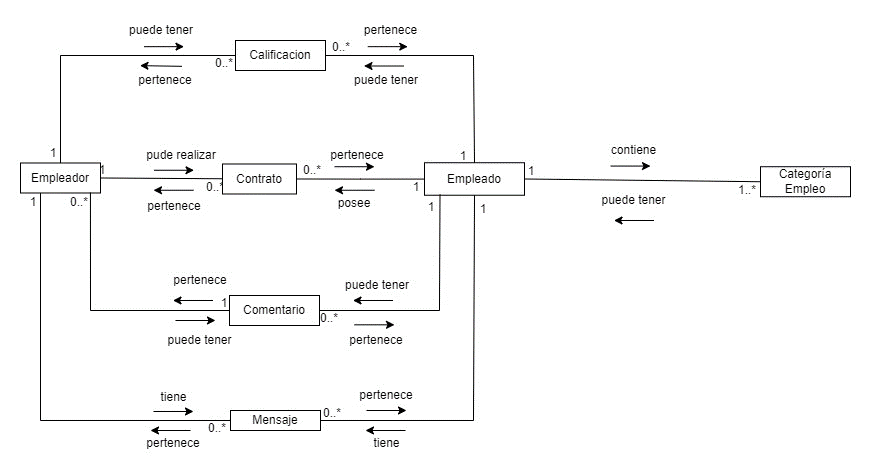 puede tener
pertenece
0..*
Calificacion
0..*
pertenece
puede tener
1
1
pude realizar
pertenece
contiene
Empleador
1
0..*
Contrato
0..*
1
Empleado
1
1..*
Categoría
Empleo
pertenece
posee
puede tener
1
0..*
1
1
pertenece
puede tener
1
Comentario
0..*
puede tener
pertenece
tiene
pertenece
0..*
Mensaje
0..*
pertenece
tiene